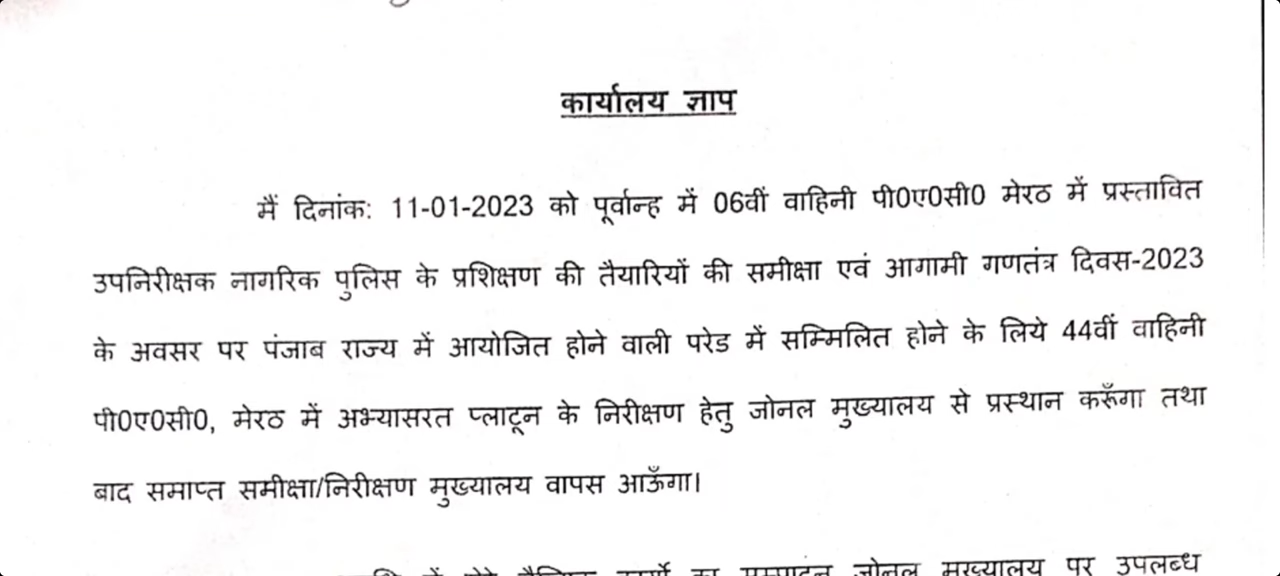 कार्यालय ज्ञाप
मैं दिनांक: 11-01-2023 को पूर्वान्ह में 06वीं वाहिनी पी0ए0सी0 मेरठ में प्रस्तावित
उपनिरीक्षक नागरिक पुलिस के प्रशिक्षण की तैयारियों की समीक्षा एवं आगामी गणतंत्र दिवस-2023
के अवसर पर पंजाब राज्य में आयोजित होने वाली परेड में सम्मिलित होने के लिये 44वीं वाहिनी
पी0ए0सी0, मेरठ में अभ्यासरत प्लाटून के निरीक्षण हेतु जोनल मुख्यालय से प्रस्थान करूँगा तथा
बाद समाप्त समीक्षा/निरीक्षण मुख्यालय वापस आऊँगा।
में मेरे दैनिक कार्यो का सम्पादन जोनल मुख्यालय पर उपलब्ध